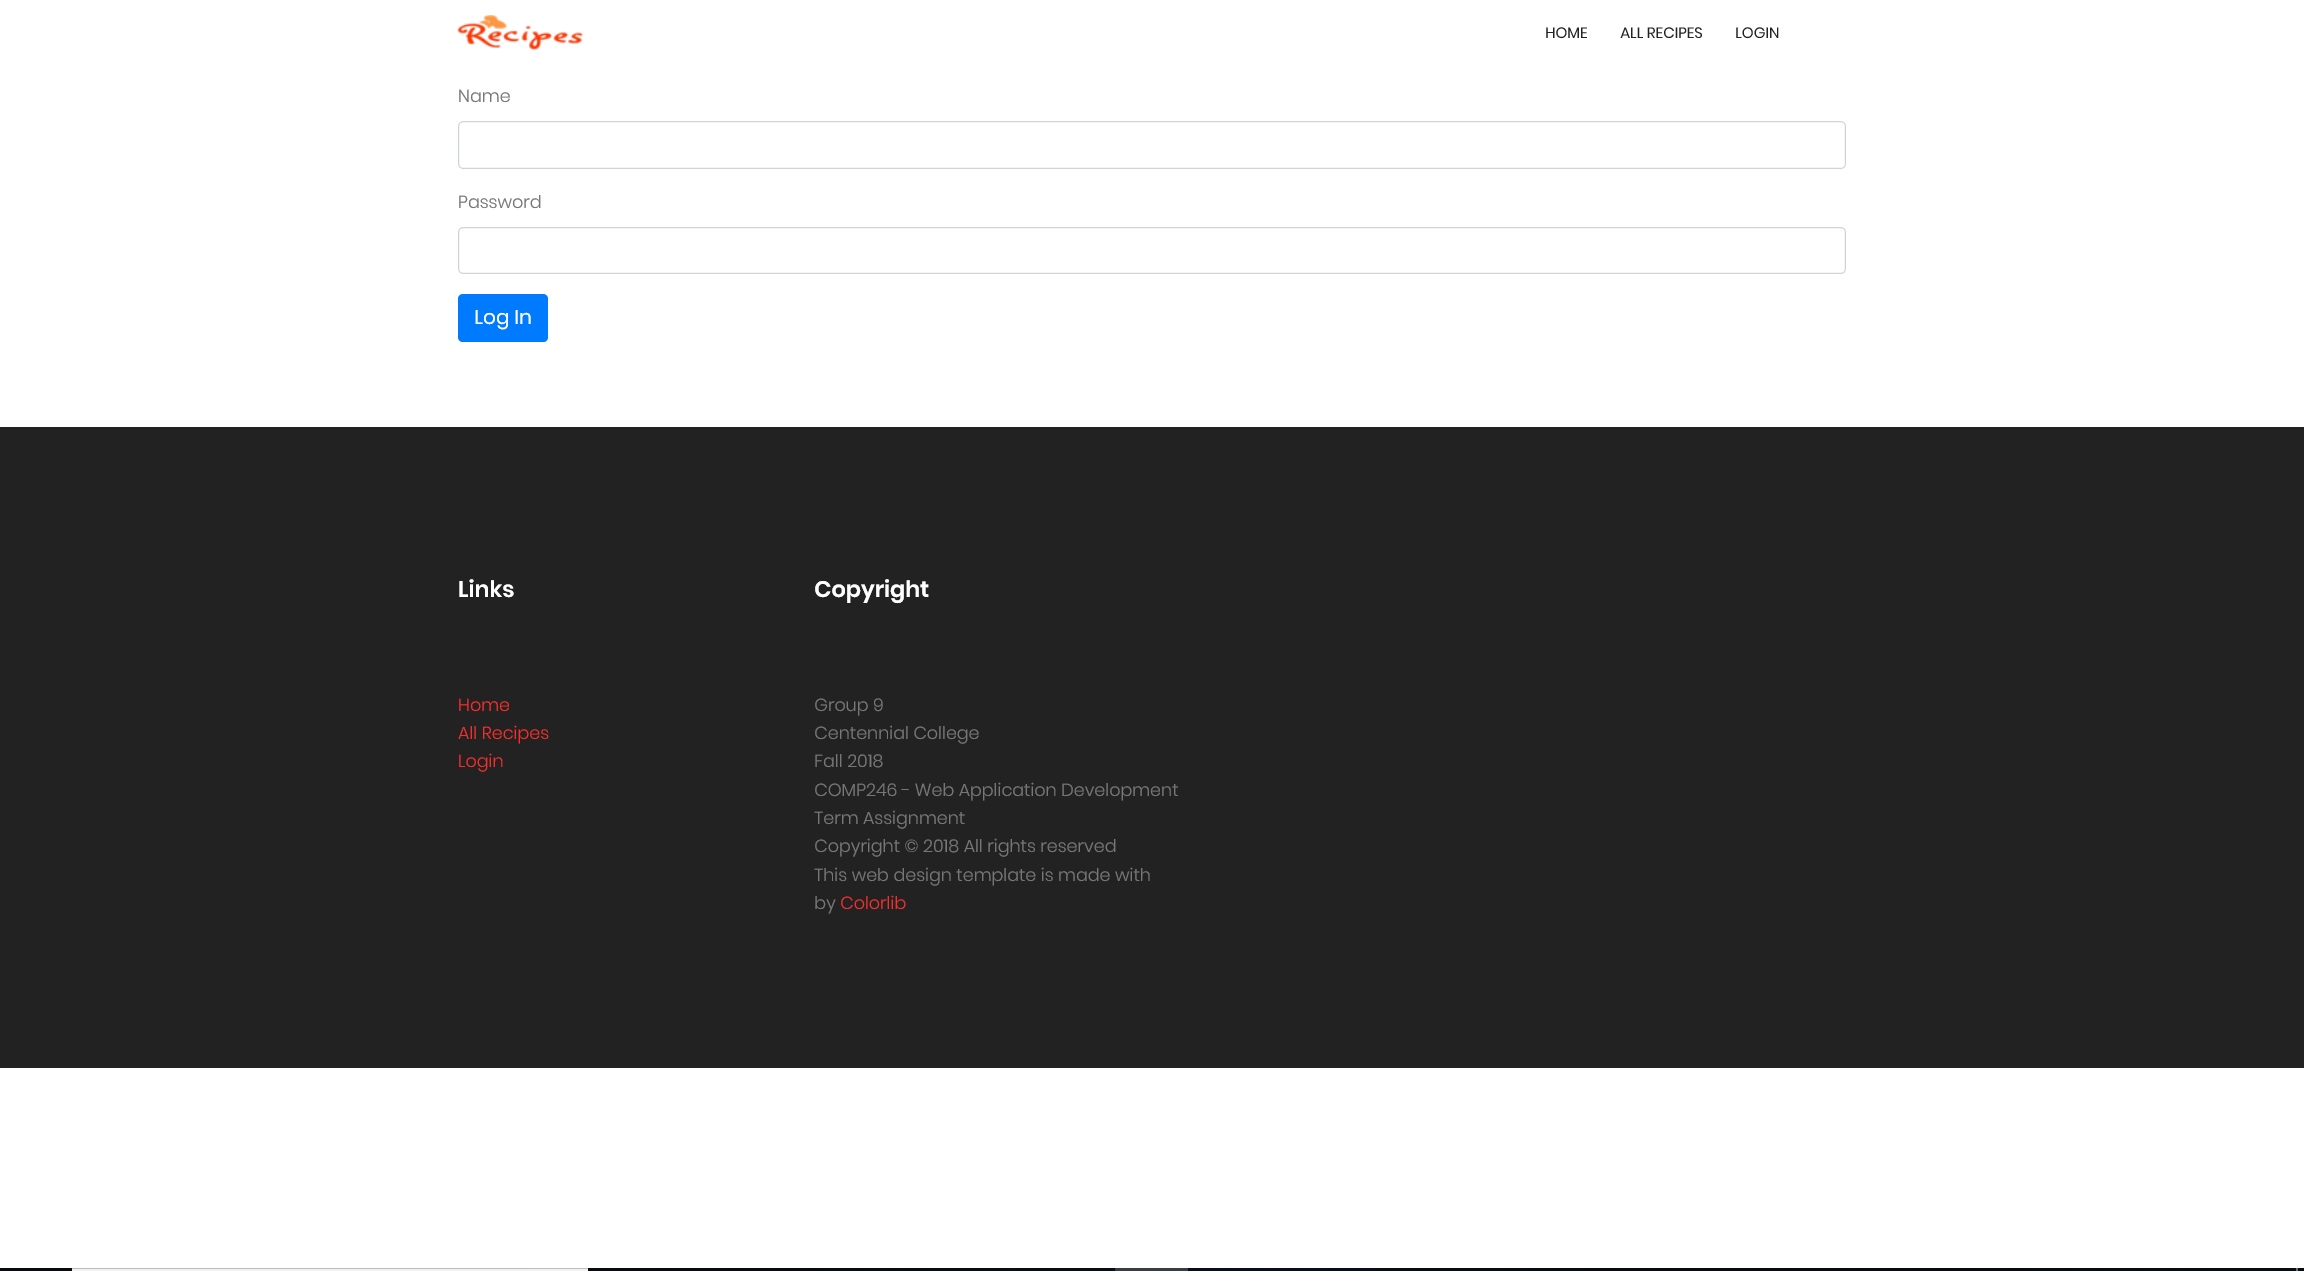 Recipes
HOME ALL RECIPES LOGIN
Name
Password
Log In
Links
Home
All Recipes
Login
Copyright
Group 9
Centennial College
Fall 2018
COMP246 - Web Application Development
Term Assignment
Copyright © 2018 All rights reserved
This web design template is made with
by Colorlib